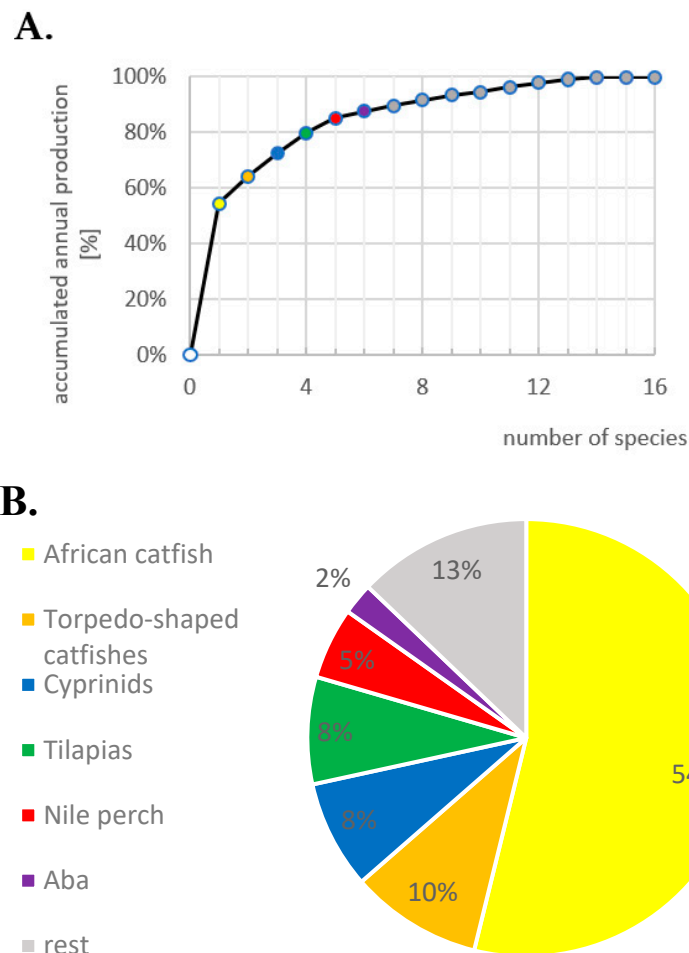 A.
100%
80%
60%
40%
20%
0%
accumulated annual production
[%]
0 4 8 12 16
number of species
B.
African catfish
Torpedo-shaped
catfishes
Cyprinids
Tilapias
Nile perch
Aba
rest
13%
2%
5%
8%
8%
10%
54